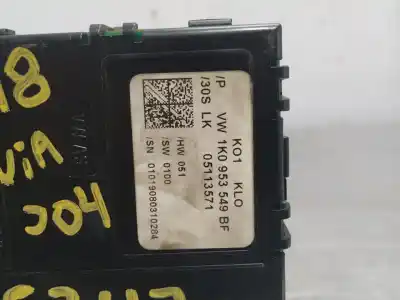 /P VW 1K0 953 549 BF
/30S LK 05113571
KO1 KLO
/HW 051
/SW 0100
/SN 01019080310284
18
VIA
J04